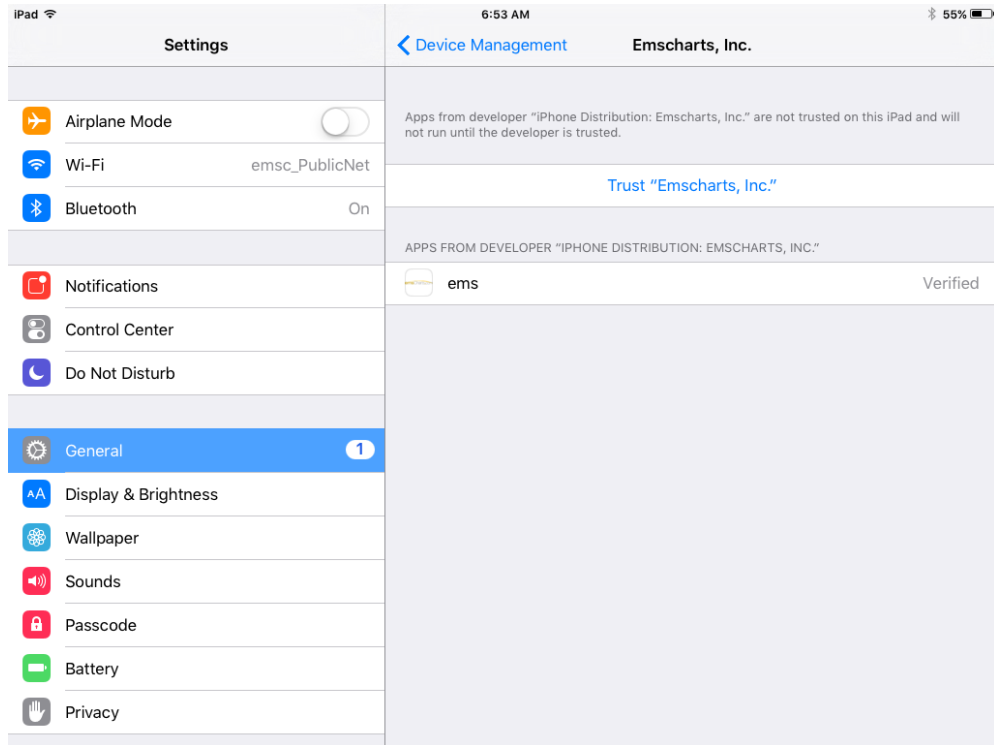 iPad
6:53 AM
55%
Settings
Device Management
Emscharts, Inc.
Airplane Mode
Wi-Fi
emsc_PublicNet
Bluetooth
On
Notifications
Control Center
Do Not Disturb
General
1
AA
Display & Brightness
Wallpaper
Sounds
Passcode
Battery
Privacy
Apps from developer “iPhone Distribution: Emscharts, Inc.” are not trusted on this iPad and will
not run until the developer is trusted.
Trust “Emscharts, Inc.”
APPS FROM DEVELOPER “IPHONE DISTRIBUTION: EMSCHARTS, INC.”
ems
Verified